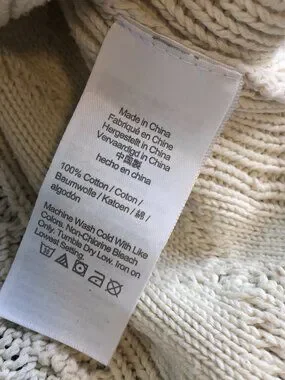 Made in China
Fabriqué en Chine
Hergestellt in China
Vervaardigd in China
中国製
hecho en china
100% Cotton / Coton /
Baumwolle / Katoen / 綿 /
algodón
Machine Wash Cold With Like
Colors. Non-Chlorine Bleach
Only. Tumble Dry Low. Iron on
Lowest Setting.